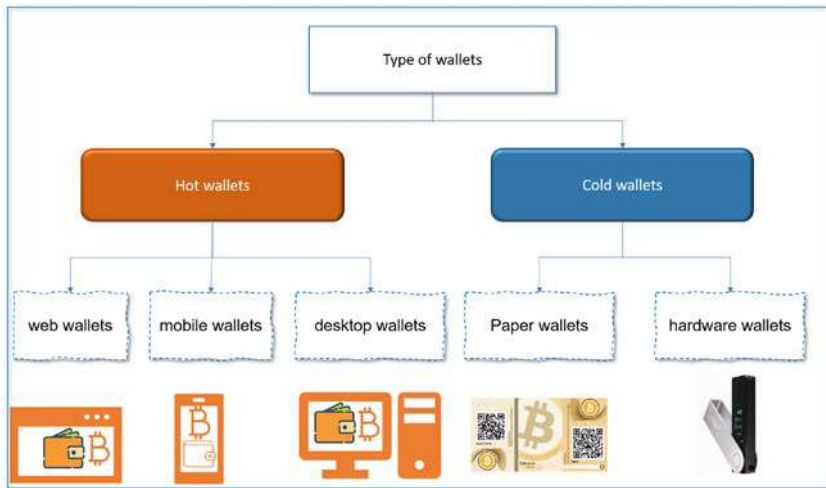 Type of wallets
Hot wallets
Cold wallets
web wallets
mobile wallets
desktop wallets
Paper wallets
hardware wallets